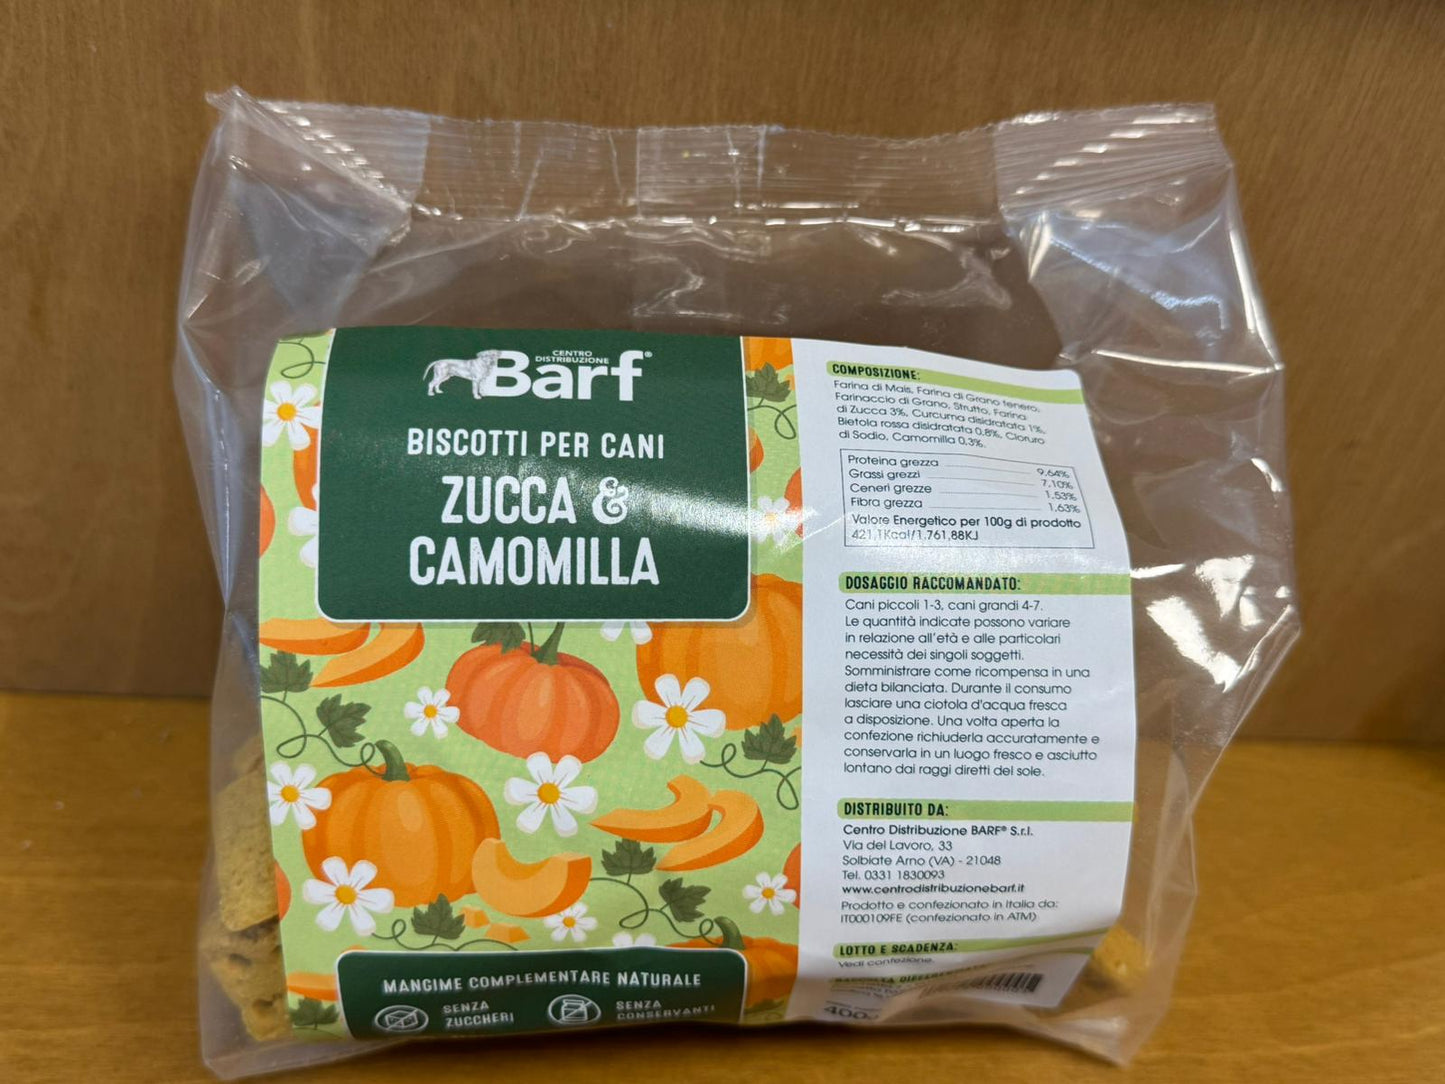 CENTRO
DISTRIBUZIONE
Barf®
BISCOTTI PER CANI
ZUCCA &
CAMOMILLA
MANGIME COMPLEMENTARE NATURALE
SENZA
ZUCCHERI
SENZA
CONSERVANTI
COMPOSIZIONE:
Farina di Mais, Farina di Grano tenero,
Farinaccio di Grano, Strutto, Farina
di Zucca 3%, Curcuma disidratata 1%,
Bietola rossa disidratata 0,8%, Cloruro
di Sodio, Camomilla 0,3%.
Proteina grezza 9,64%
Grassi grezzi 7,10%
Ceneri grezze 1,53%
Fibra grezza 1,63%
Valore Energetico per 100g di prodotto
421,1Kcal/1.761,88KJ
DOSAGGIO RACCOMANDATO:
Cani piccoli 1-3, cani grandi 4-7.
Le quantità indicate possono variare
in relazione all'età e alle particolari
necessità dei singoli soggetti.
Somministrare come ricompensa in una
dieta bilanciata. Durante il consumo
lasciare una ciotola d'acqua fresca
a disposizione. Una volta aperta la
confezione richiuderla accuratamente e
conservarla in un luogo fresco e asciutto
lontano dai raggi diretti del sole.
DISTRIBUITO DA:
Centro Distribuzione BARF® S.r.l.
Via del Lavoro, 33
Solbiate Arno (VA) - 21048
Tel. 0331 1830093
www.centrodistribuzionebarf.it
Prodotto e confezionato in Italia da:
IT000109FE (confezionato in ATM)
LOTTO E SCADENZA:
Vedi confezione.
RACCOLTA
400